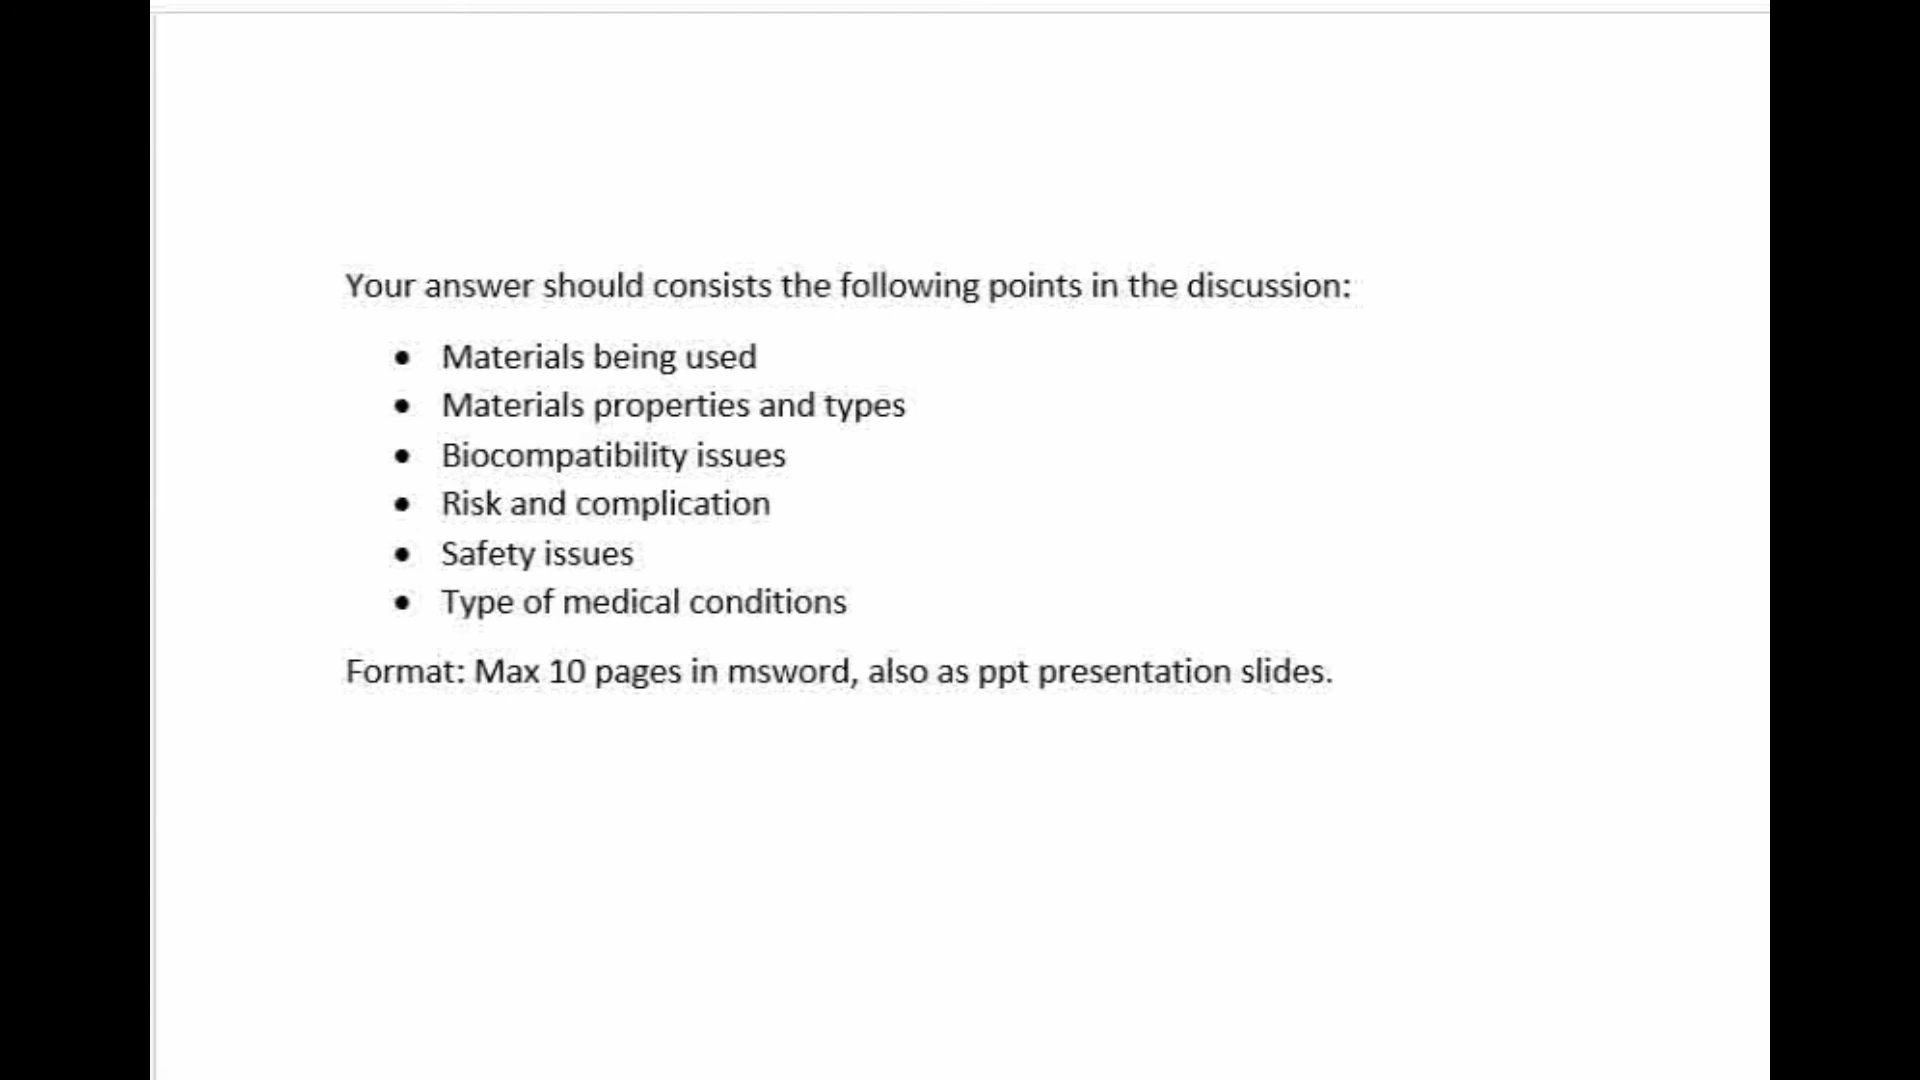 Your answer should consists the following points in the discussion:
• Materials being used
• Materials properties and types
• Biocompatibility issues
• Risk and complication
• Safety issues
• Type of medical conditions
Format: Max 10 pages in msword, also as ppt presentation slides.